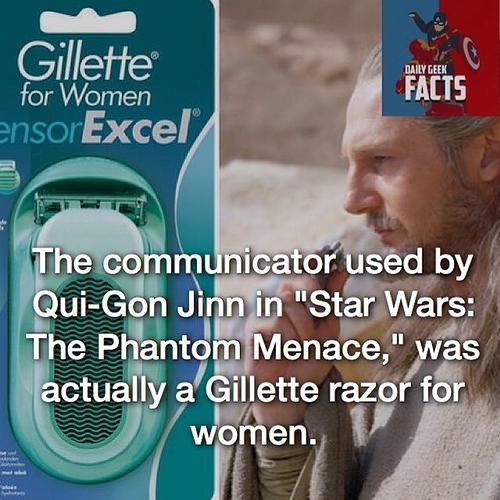 Gillette®
for Women
ensorExcel®
DAILY GEEK
FACTS
The communicator used by
Qui-Gon Jinn in "Star Wars:
The Phantom Menace," was
actually a Gillette razor for
women.